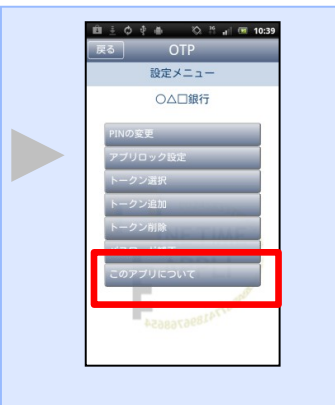 10:39
戻る OTP
設定メニュー
○△□銀行
PINの変更
アプリロック設定
トークン選択
トークン追加
トークン削除
このアプリについて